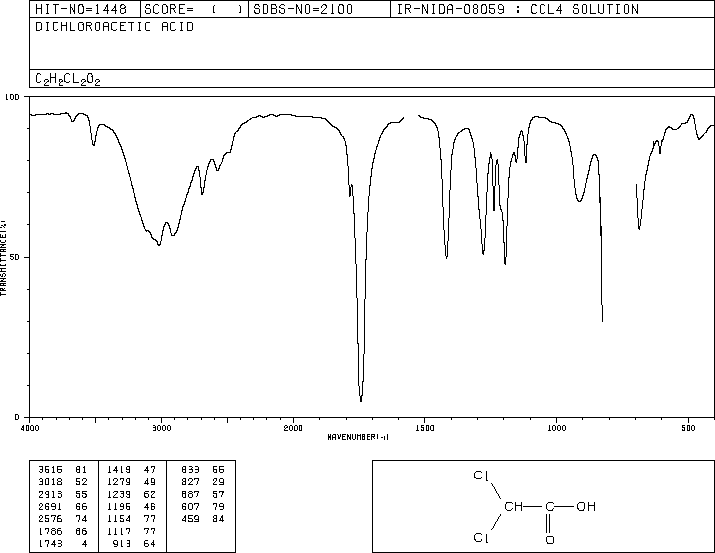 HIT-NO=1448 SCORE= ( ) SDBS-NO=2100 IR-NIDA-08059 : CCL4 SOLUTION
DICHLOROACETIC ACID
C2H2CL2O2
100
50
0
TRANSMITTANCE(%)
4000 3000 2000 1500 1000 500
WAVENUMBER(-1)
3515 81 1419 47 833 66
3018 52 1279 49 827 29
2913 55 1239 62 687 57
2691 66 1196 46 607 79
2576 74 1154 77 459 84
1786 66 1117 77
1743 4 913 64
Cl
CH C OH
Cl O